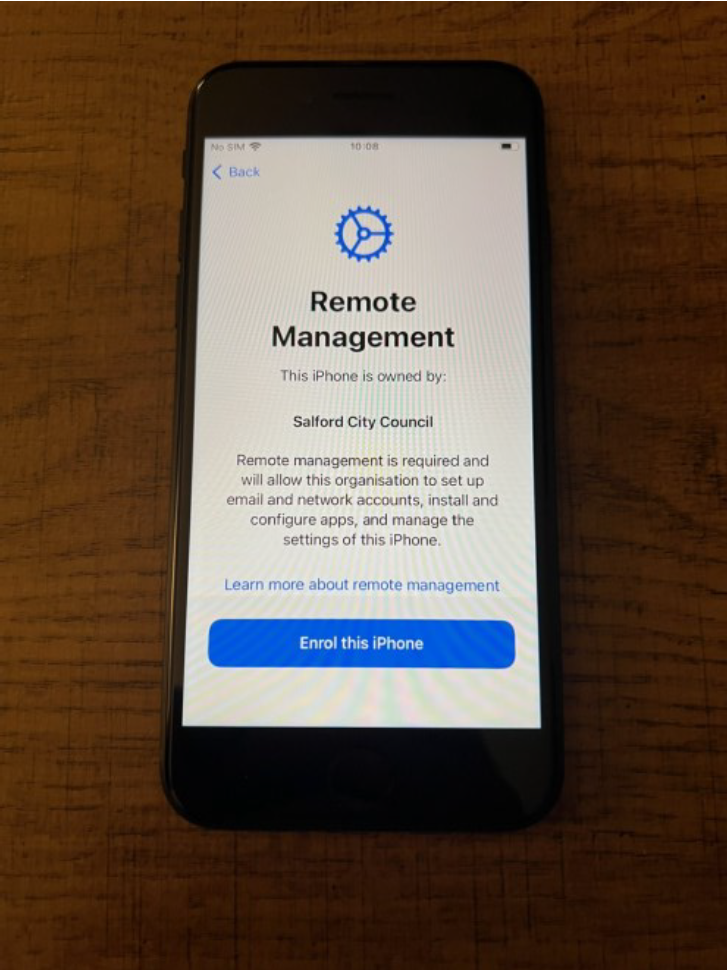 No SIM 10:08
Back
Remote
Management
This iPhone is owned by:
Salford City Council
Remote management is required and
will allow this organisation to set up
email and network accounts, install and
configure apps, and manage the
settings of this iPhone.
Learn more about remote management
Enrol this iPhone